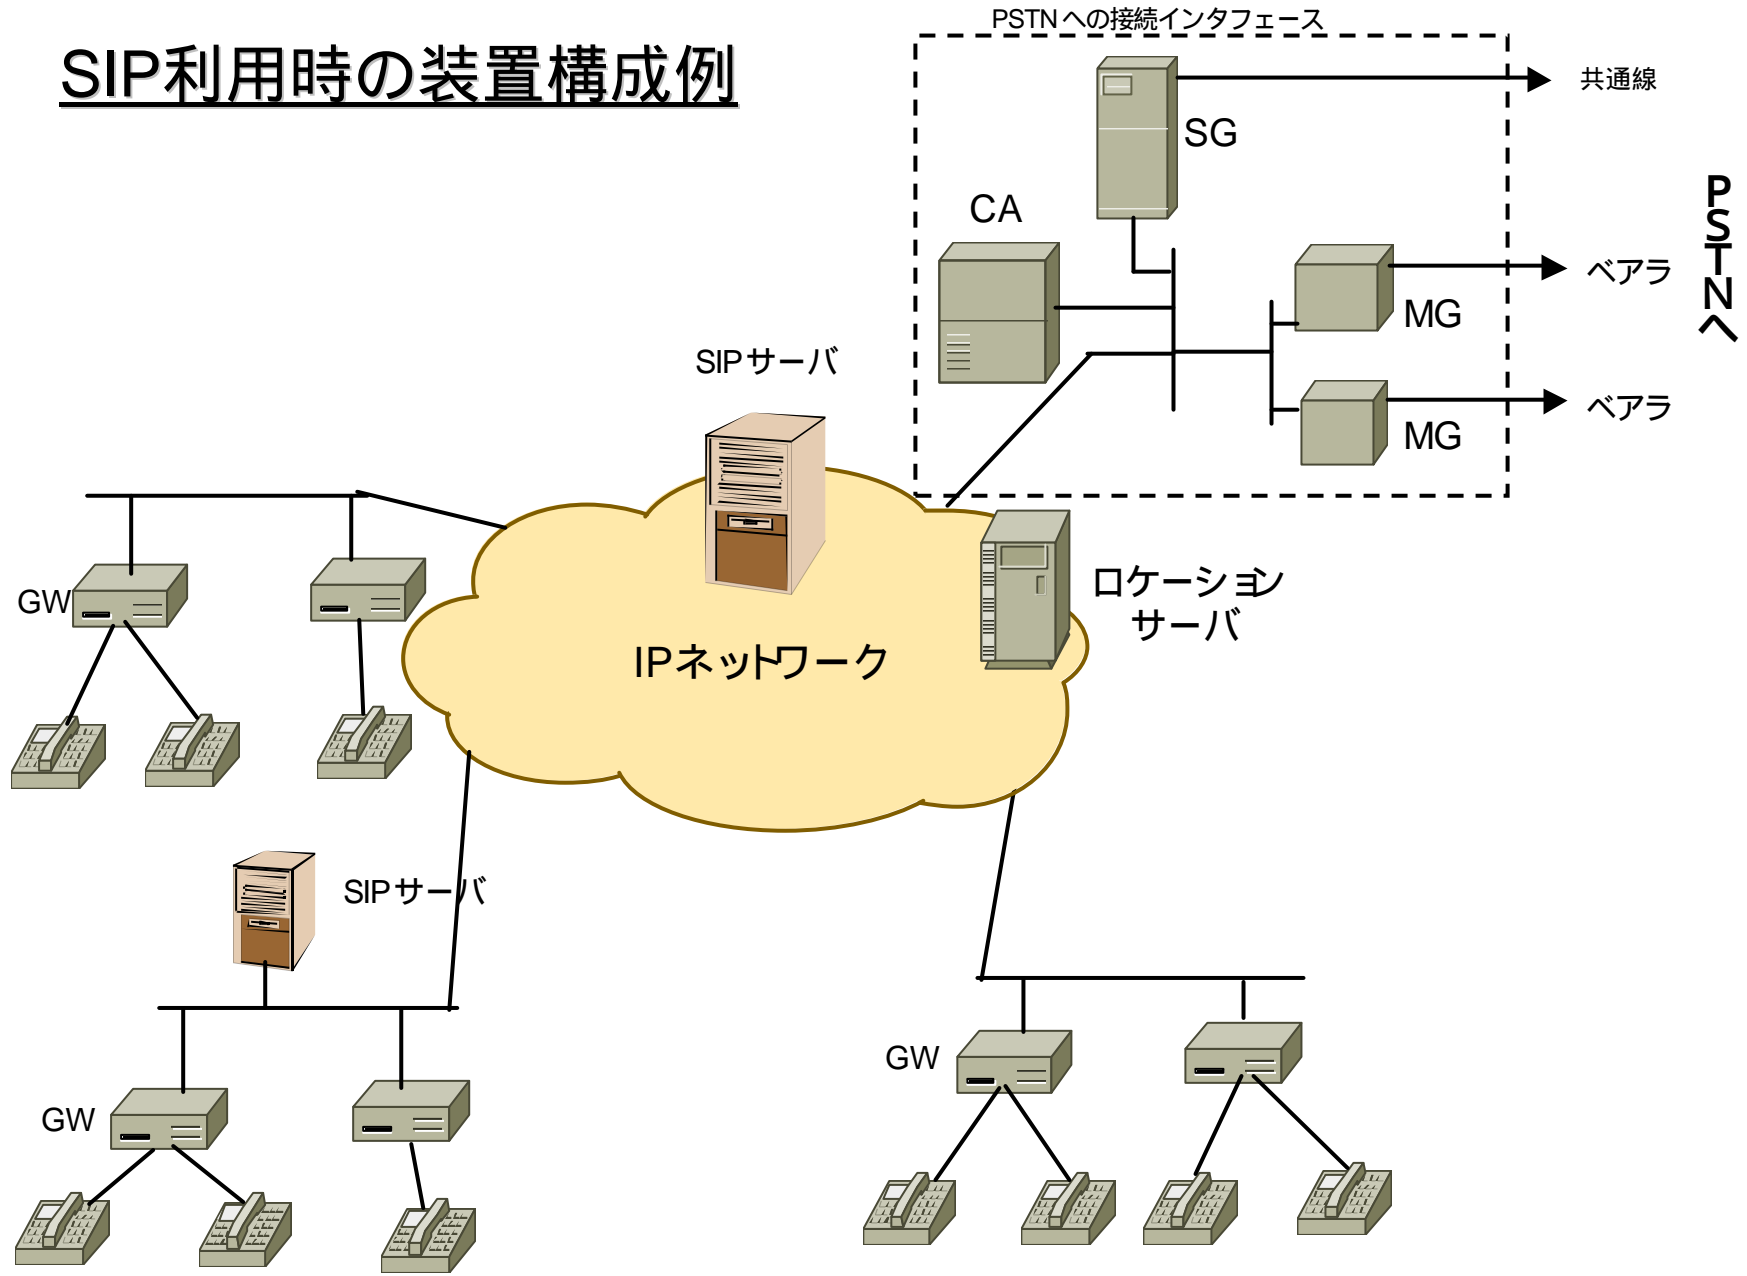 SIP利用時の装置構成例
PSTNへの接続インタフェース
共通線
SG
CA
PSTNへ
ベアラ
MG
ベアラ
MG
SIPサーバ
ロケーション
サーバ
IPネットワーク
GW
SIPサーバ
GW
GW